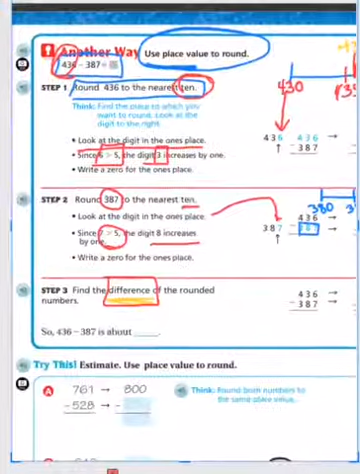 Another Way Use place value to round.
436 – 387 =
STEP 1 Round 436 to the nearest ten.
Think: Find the place to which you
want to round. Look at the
digit to the right.
• Look at the digit in the ones place.
• Since 6 > 5, the digit 3 increases by one.
• Write a zero for the ones place.
430
436 436 →
↑ – 387
STEP 2 Round 387 to the nearest ten.
• Look at the digit in the ones place.
• Since 7 > 5, the digit 8 increases
by one.
• Write a zero for the ones place.
380
436 →
387 – 387 →
↑
STEP 3 Find the difference of the rounded
numbers.
436 →
– 387 →
So, 436 – 387 is about ____.
Try This! Estimate. Use place value to round.
A 761 → 800
–528 → –
Think: Round both numbers to
the same place value.